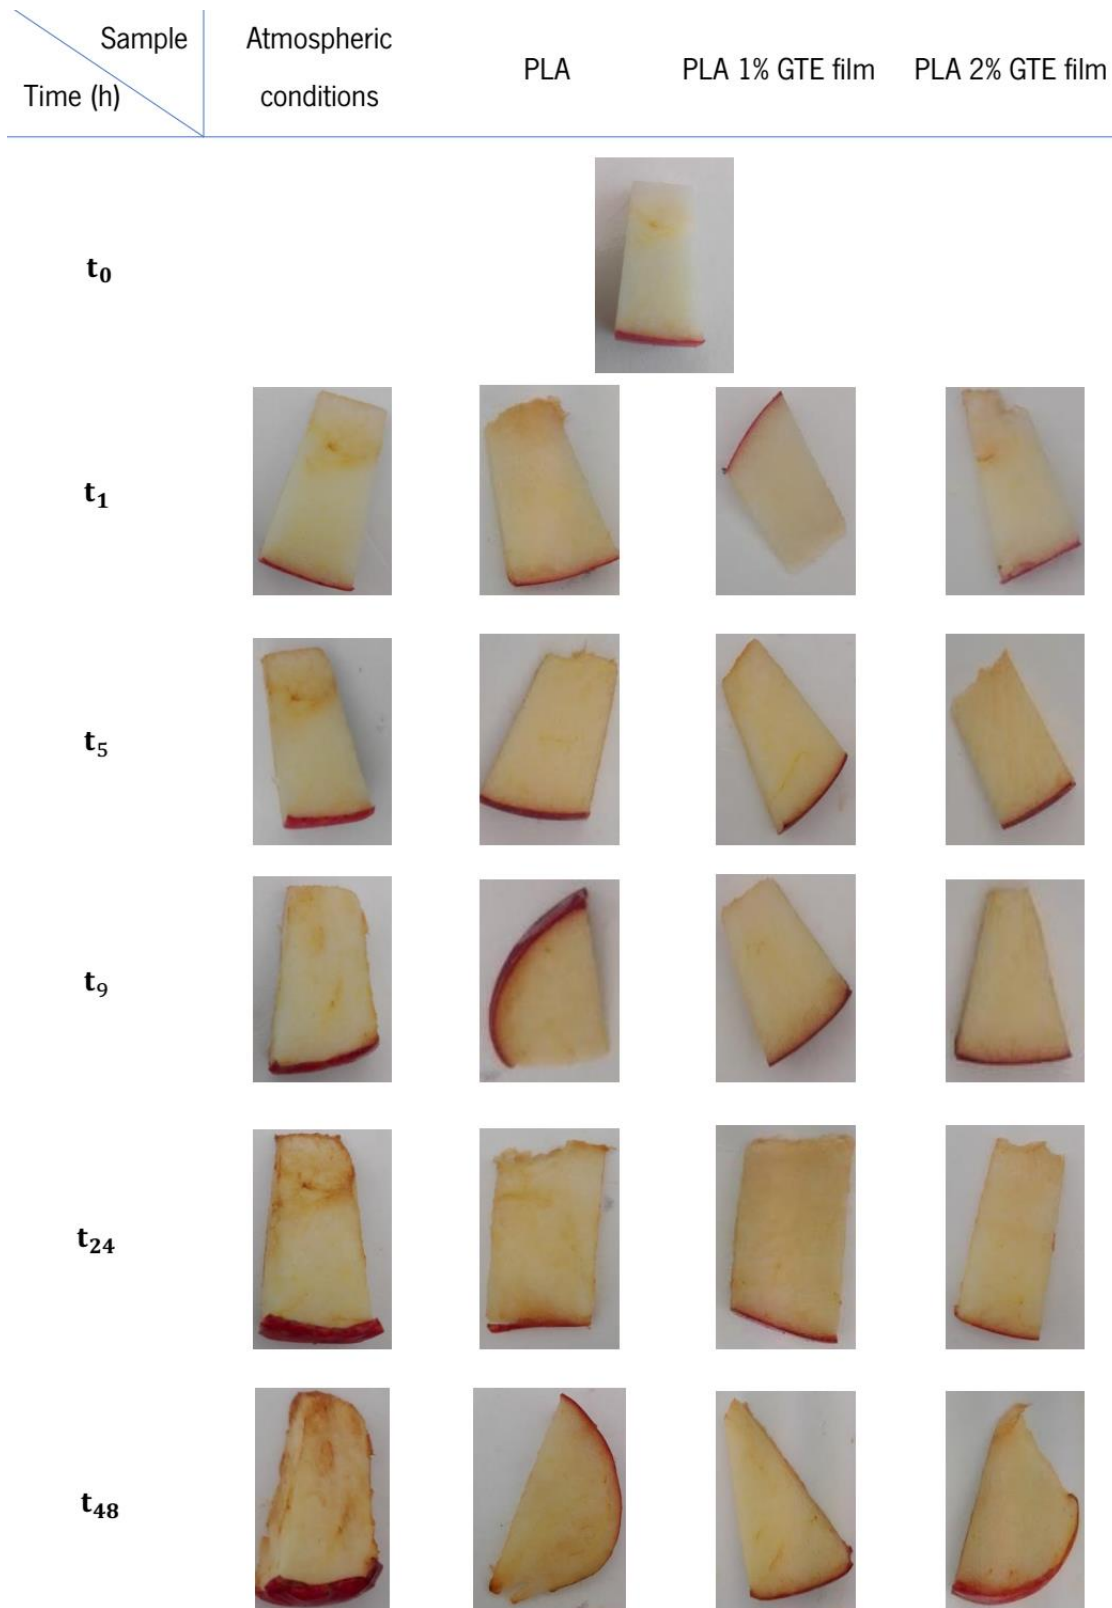 Sample
Time (h)
Atmospheric
conditions
PLA
PLA 1% GTE film
PLA 2% GTE film
t₀
t₁
t₅
t₉
t₂₄
t₄₈